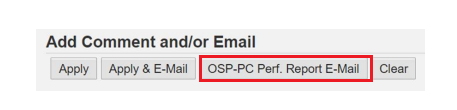 Add Comment and/or Email
Apply Apply & E-Mail OSP-PC Perf. Report E-Mail Clear